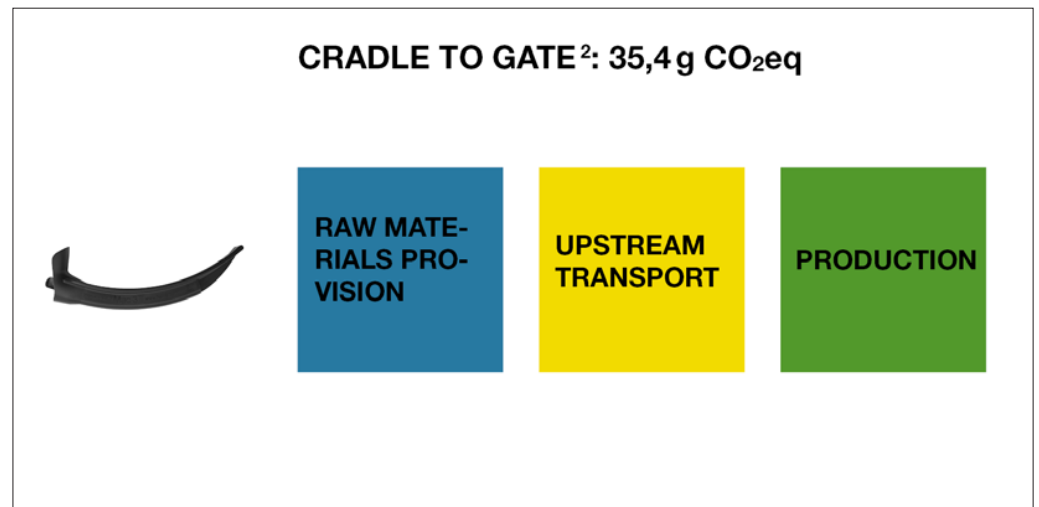 CRADLE TO GATE²: 35,4 g CO₂eq
RAW MATE-
RIALS PRO-
VISION
UPSTREAM
TRANSPORT
PRODUCTION